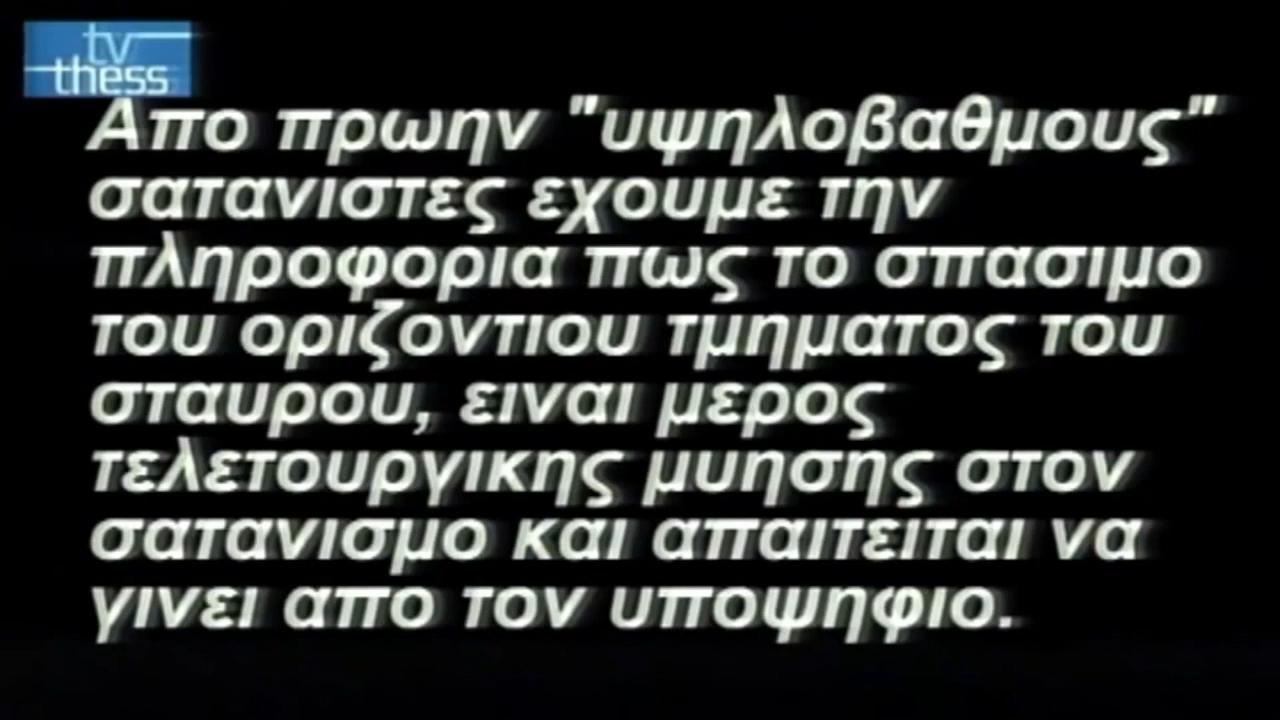 tv
thess
Απο πρωην "υψηλοβαθμους"
σατανιστες εχουμε την
πληροφορια πως το σπασιμο
του οριζοντιου τμηματος του
σταυρου, ειναι μερος
τελετουργικης μυησης στον
σατανισμο και απαιτειται να
γινει απο τον υποψηφιο.